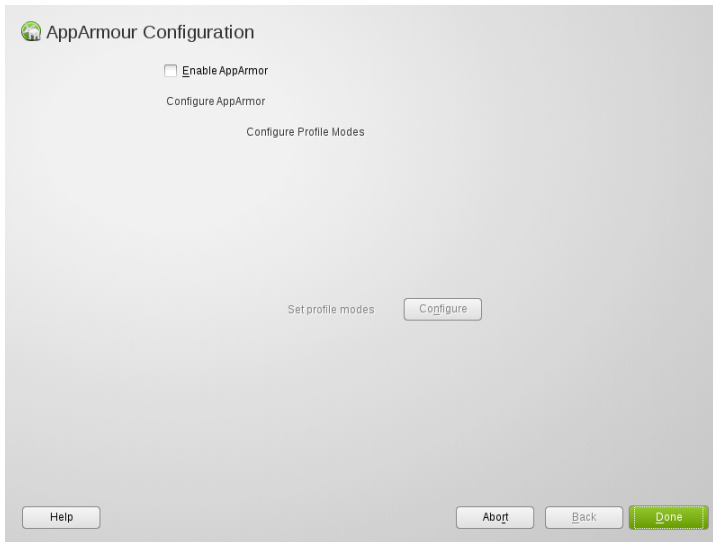 AppArmour Configuration
Enable AppArmor
Configure AppArmor
Configure Profile Modes
Set profile modes Configure
Help Abort Back Done